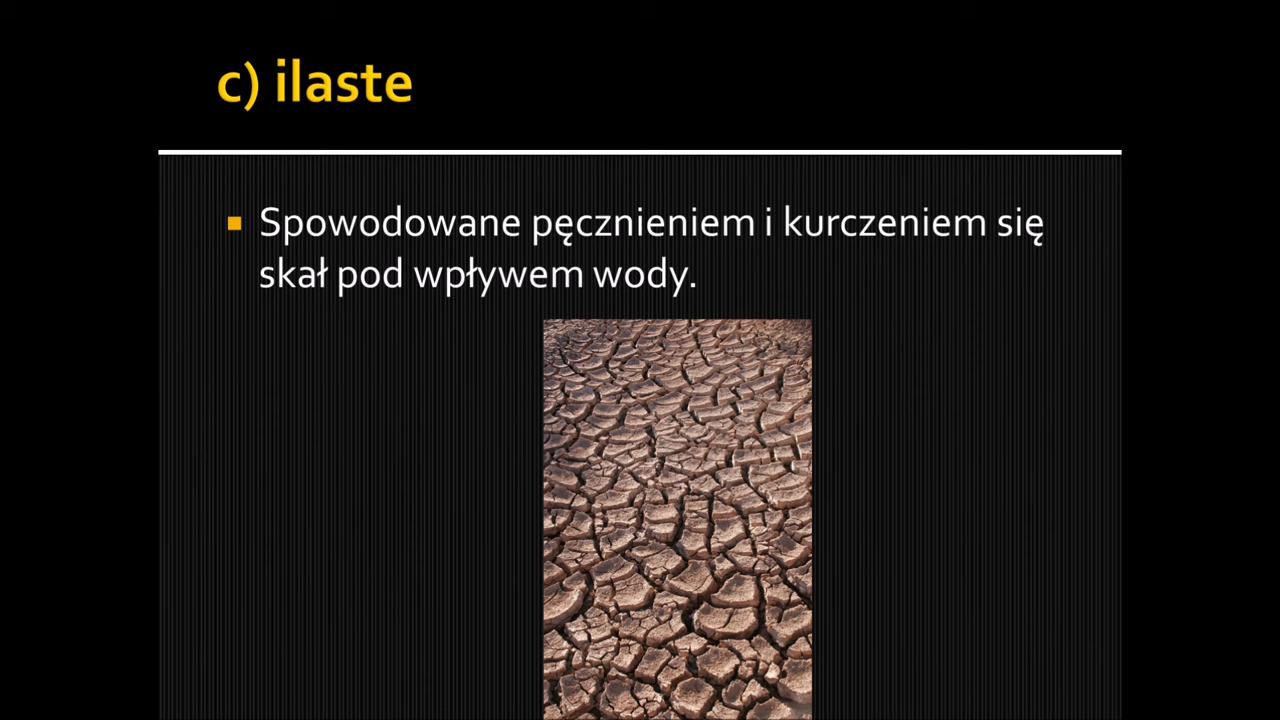 c) ilaste
Spowodowane pęcznieniem i kurczeniem się
skał pod wpływem wody.